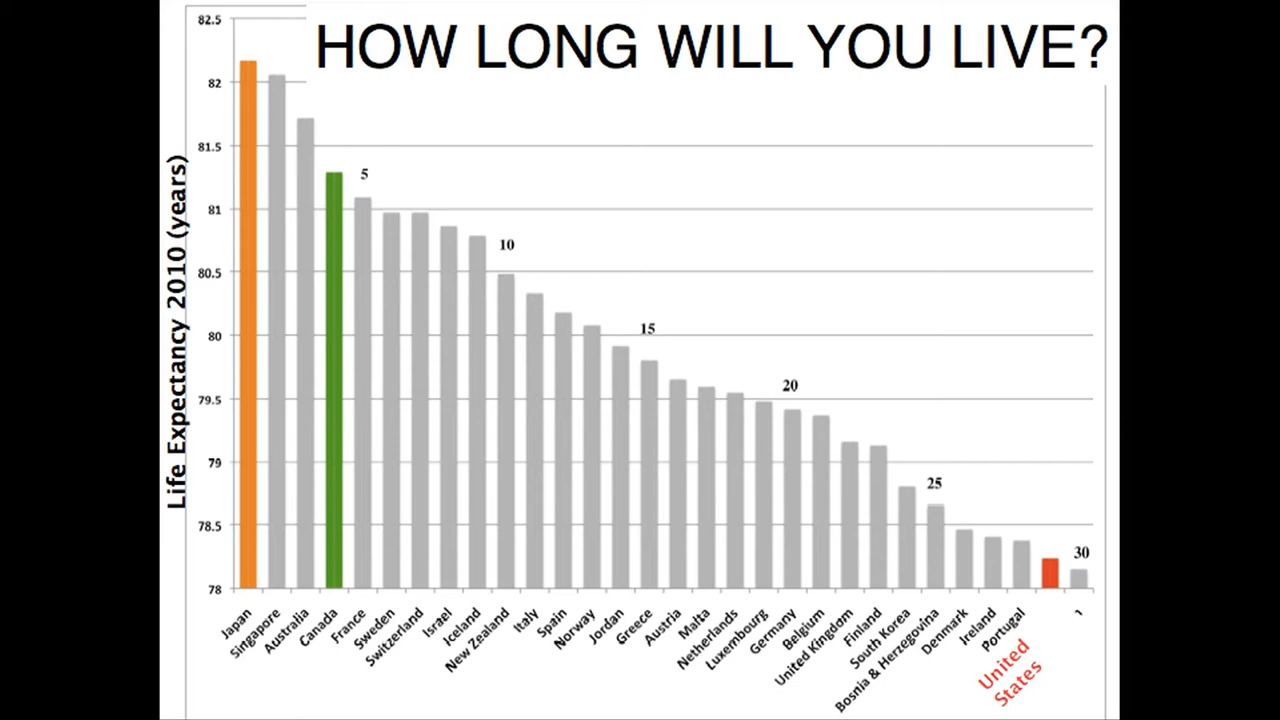 HOW LONG WILL YOU LIVE?
Life Expectancy 2010 (years)
82.5
82
81.5
81
80.5
80
79.5
79
78.5
78
5
10
15
20
25
30
Japan
Singapore
Australia
Canada
France
Sweden
Switzerland
Israel
Iceland
New Zealand
Italy
Spain
Norway
Jordan
Greece
Austria
Malta
Netherlands
Luxembourg
Germany
Belgium
United Kingdom
Finland
South Korea
Bosnia & Herzegovina
Denmark
Ireland
Portugal
United
States